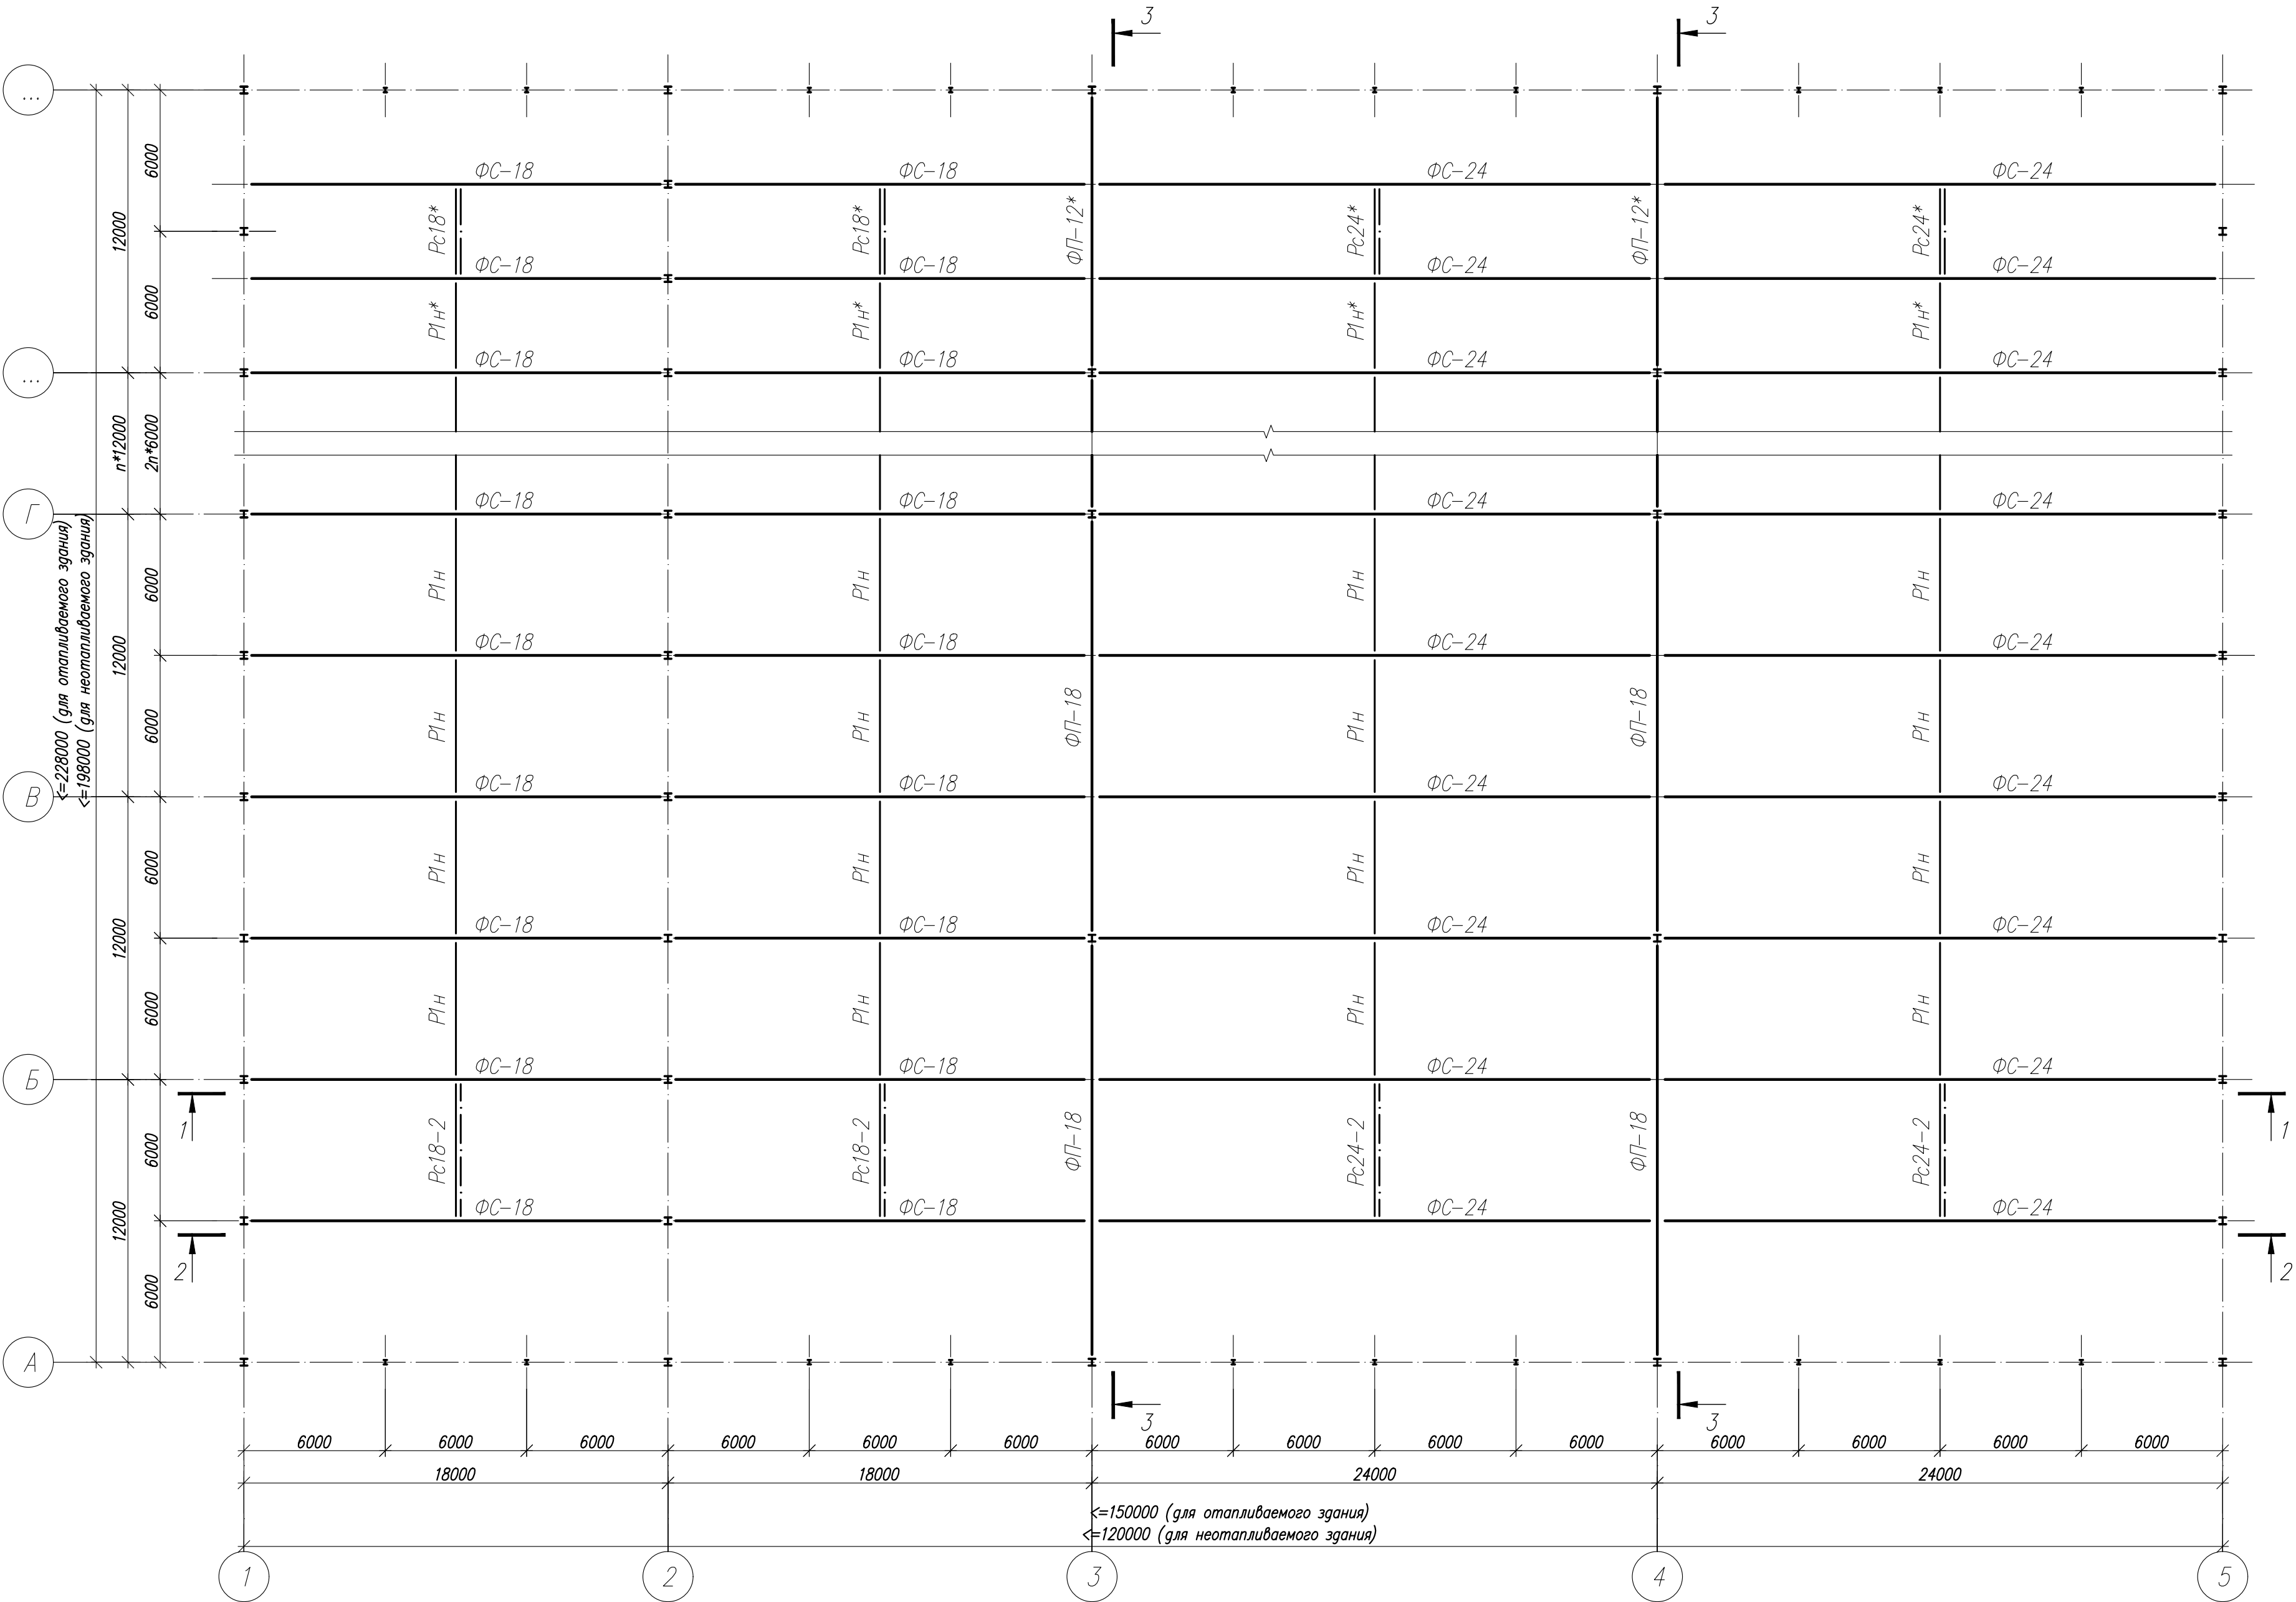 3 3
...
6000
ФС-18 ФС-18 ФС-24 ФС-24
12000
Рс18* Рс18* ФП-12* Рс24* ФП-12* Рс24*
ФС-18 ФС-18 ФС-24 ФС-24
6000
Р1н* Р1н* Р1н* Р1н*
ФС-18 ФС-18 ФС-24 ФС-24
...
n*12000 2n*6000
ФС-18 ФС-18 ФС-24 ФС-24
Г
<=228000 (для отапливаемого здания)
<=198000 (для неотапливаемого здания)
6000
Р1н Р1н Р1н Р1н
12000
ФС-18 ФС-18 ФС-24 ФС-24
6000
Р1н Р1н ФП-18 Р1н ФП-18 Р1н
ФС-18 ФС-18 ФС-24 ФС-24
В
6000
Р1н Р1н Р1н Р1н
12000
ФС-18 ФС-18 ФС-24 ФС-24
6000
Р1н Р1н Р1н Р1н
ФС-18 ФС-18 ФС-24 ФС-24
Б
1 1
6000
Рс18-2 Рс18-2 ФП-18 Рс24-2 ФП-18 Рс24-2
12000
ФС-18 ФС-18 ФС-24 ФС-24
2 2
6000
А
3 3
6000 6000 6000 6000 6000 6000 6000 6000 6000 6000 6000 6000 6000 6000
18000 18000 24000 24000
<=150000 (для отапливаемого здания)
<=120000 (для неотапливаемого здания)
1 2 3 4 5